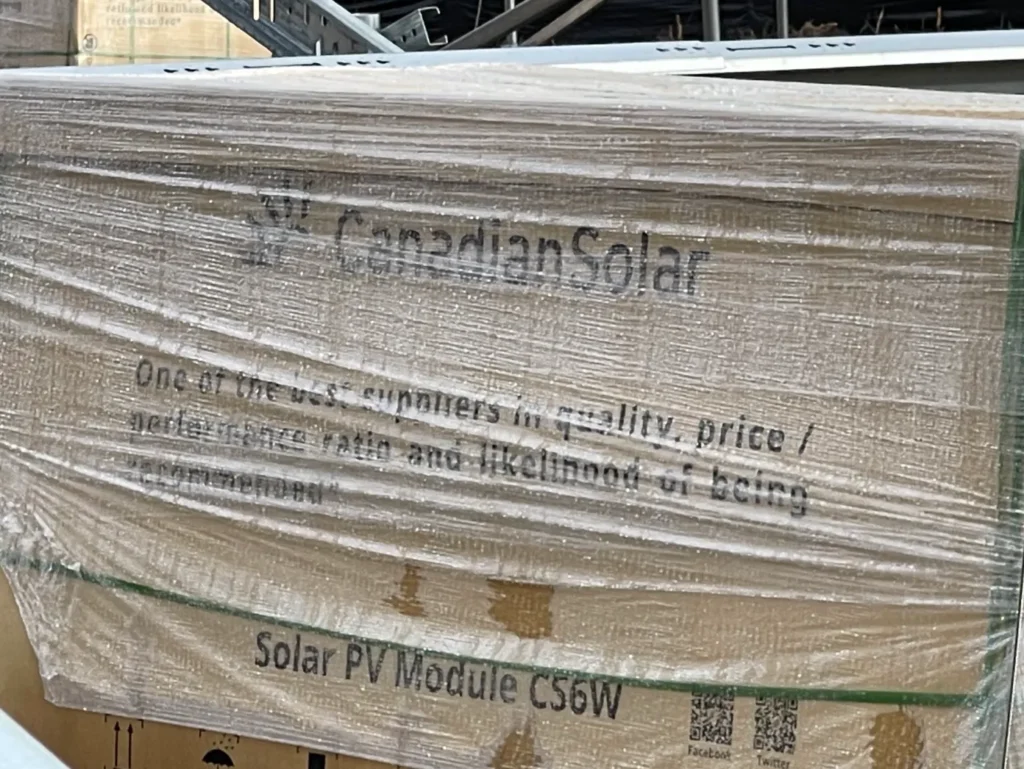 CanadianSolar
One of the best suppliers in quality, price /
performance ratio and likelihood of being
recommended*
Solar PV Module CS6W
Facebook
Twitter